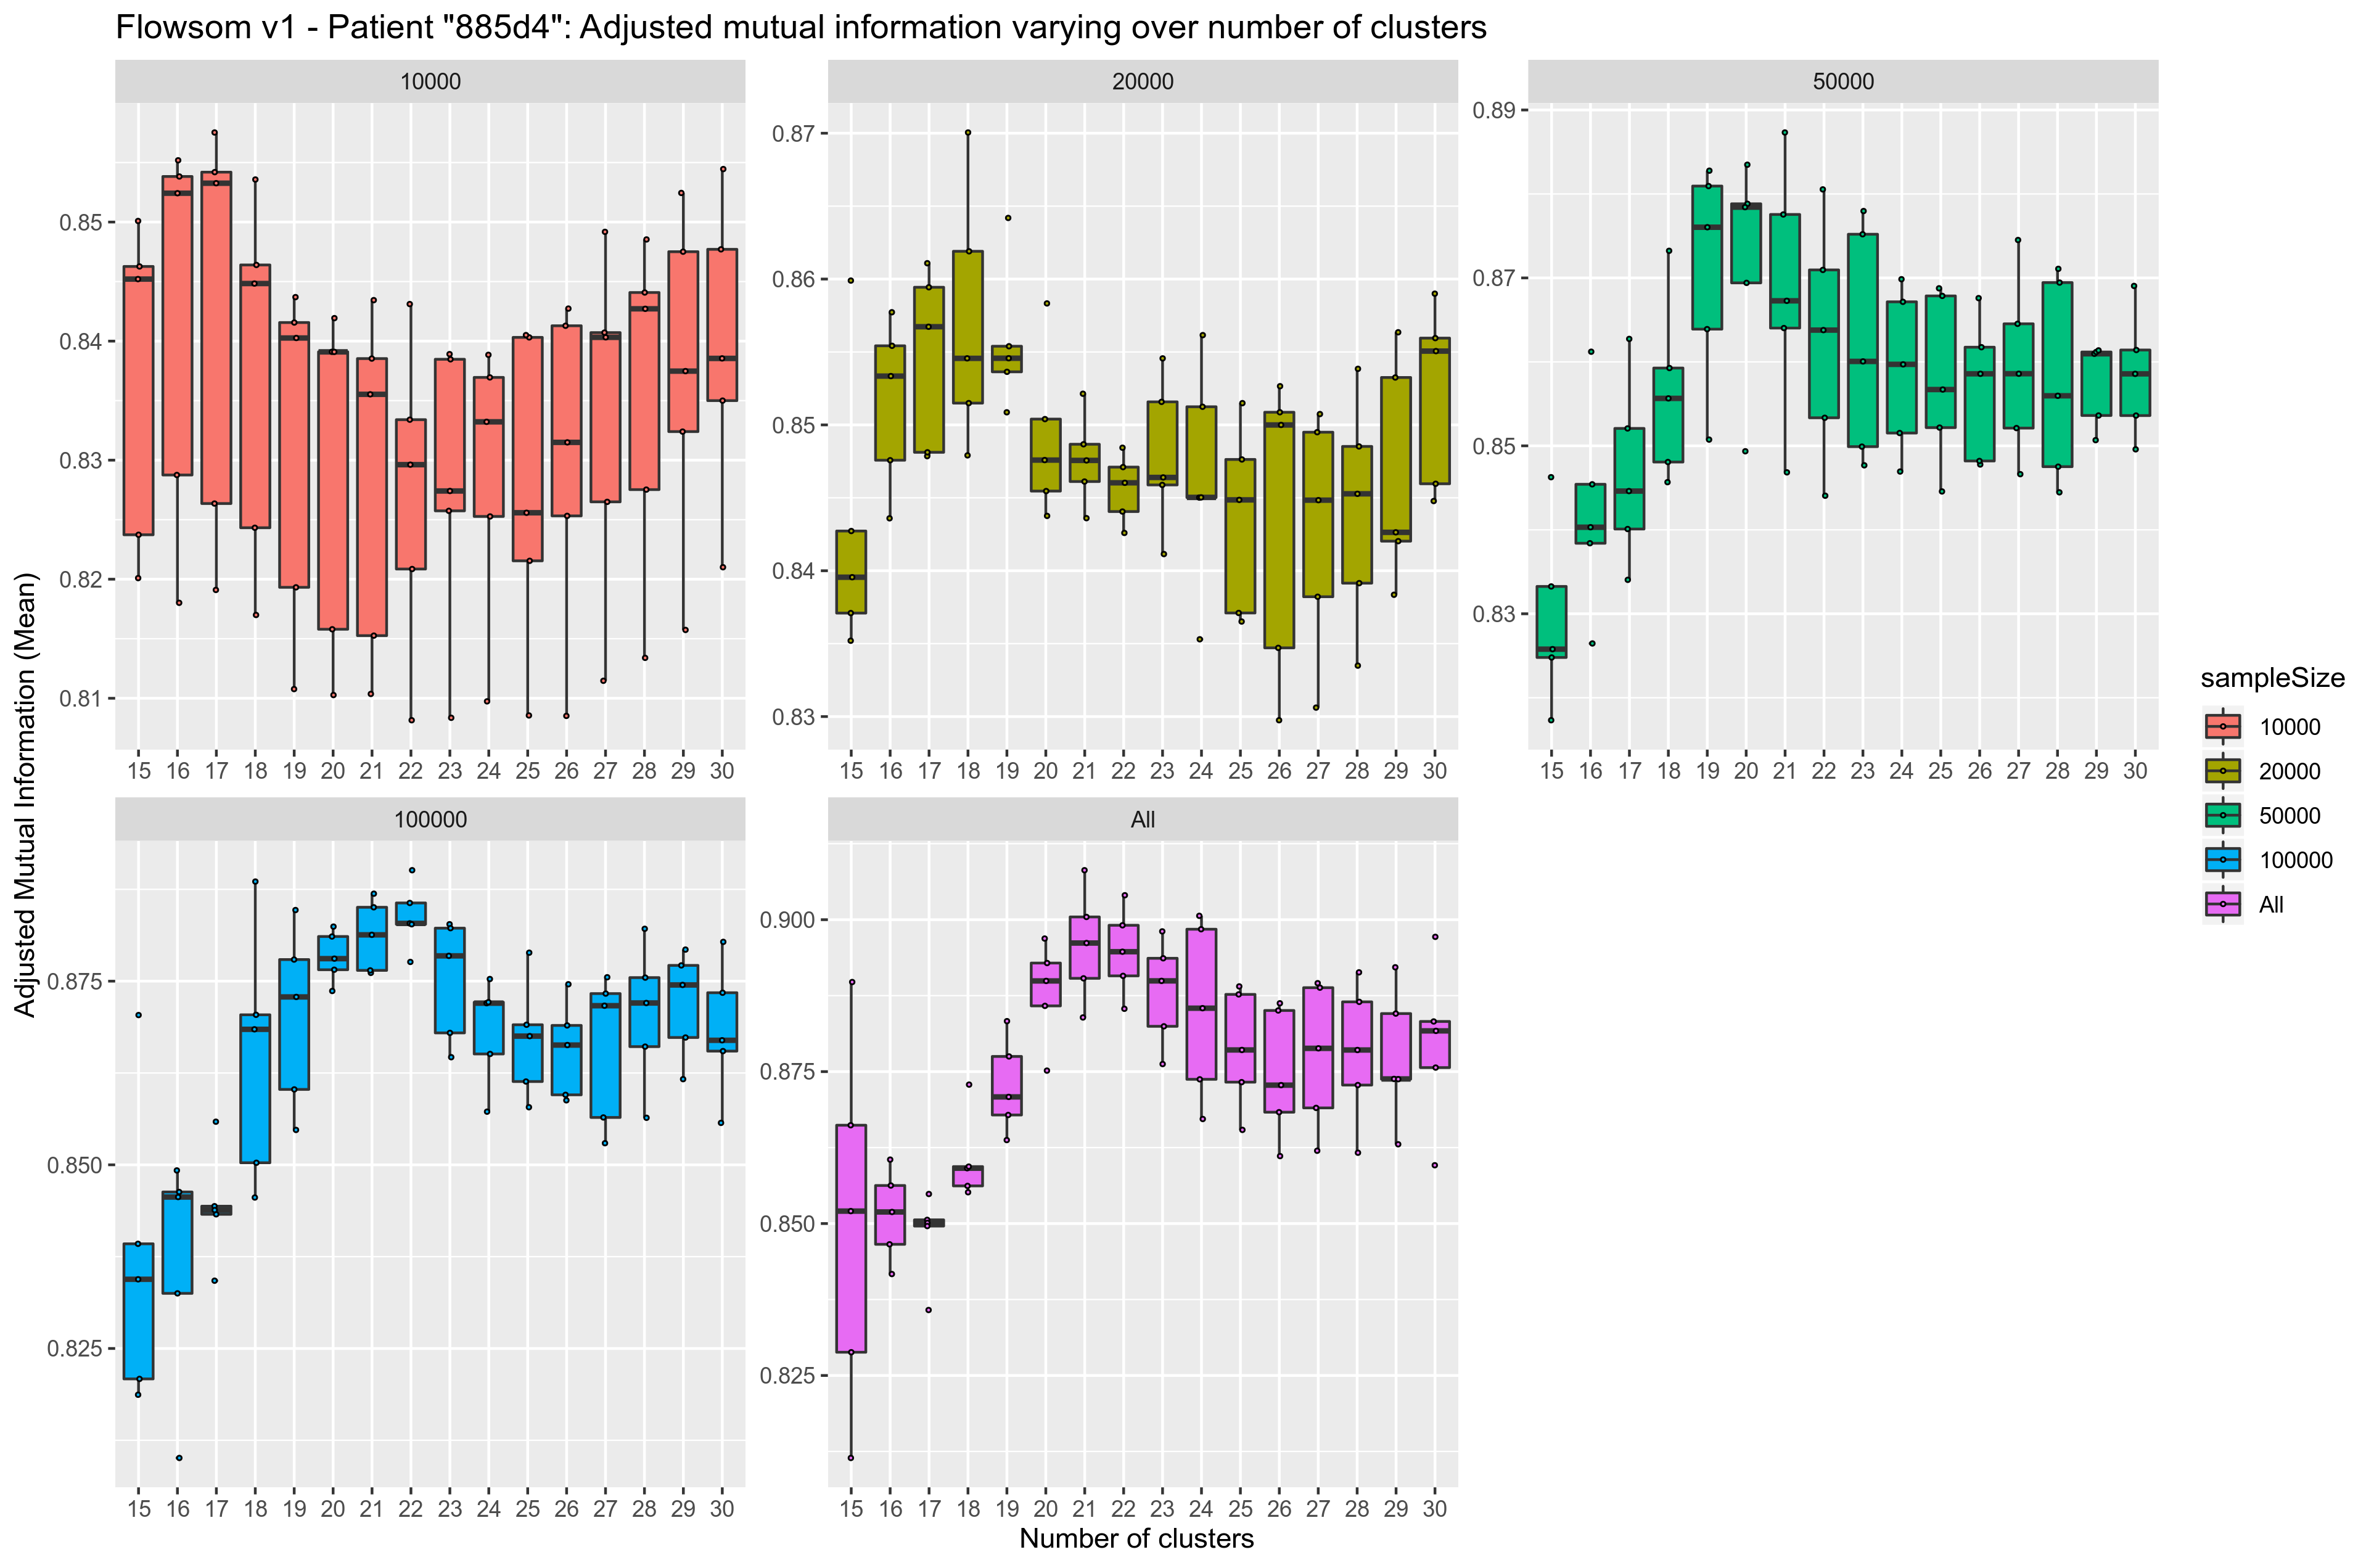 Flowsom v1 - Patient "885d4": Adjusted mutual information varying over number of clusters
Adjusted Mutual Information (Mean)
10000
0.85
0.84
0.83
0.82
0.81
15 16 17 18 19 20 21 22 23 24 25 26 27 28 29 30
20000
0.87
0.86
0.85
0.84
0.83
15 16 17 18 19 20 21 22 23 24 25 26 27 28 29 30
50000
0.89
0.87
0.85
0.83
15 16 17 18 19 20 21 22 23 24 25 26 27 28 29 30
100000
0.875
0.850
0.825
15 16 17 18 19 20 21 22 23 24 25 26 27 28 29 30
All
0.900
0.875
0.850
0.825
15 16 17 18 19 20 21 22 23 24 25 26 27 28 29 30
Number of clusters
sampleSize
10000
20000
50000
100000
All